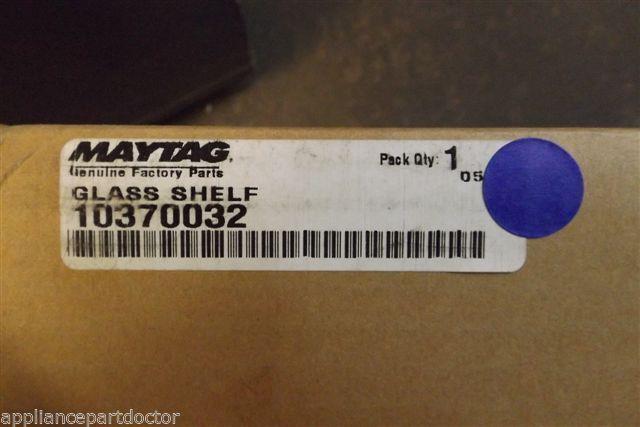 MAYTAG
Genuine Factory Parts
Pack Qty: 1
05
GLASS SHELF
10370032
appliancepartdoctor